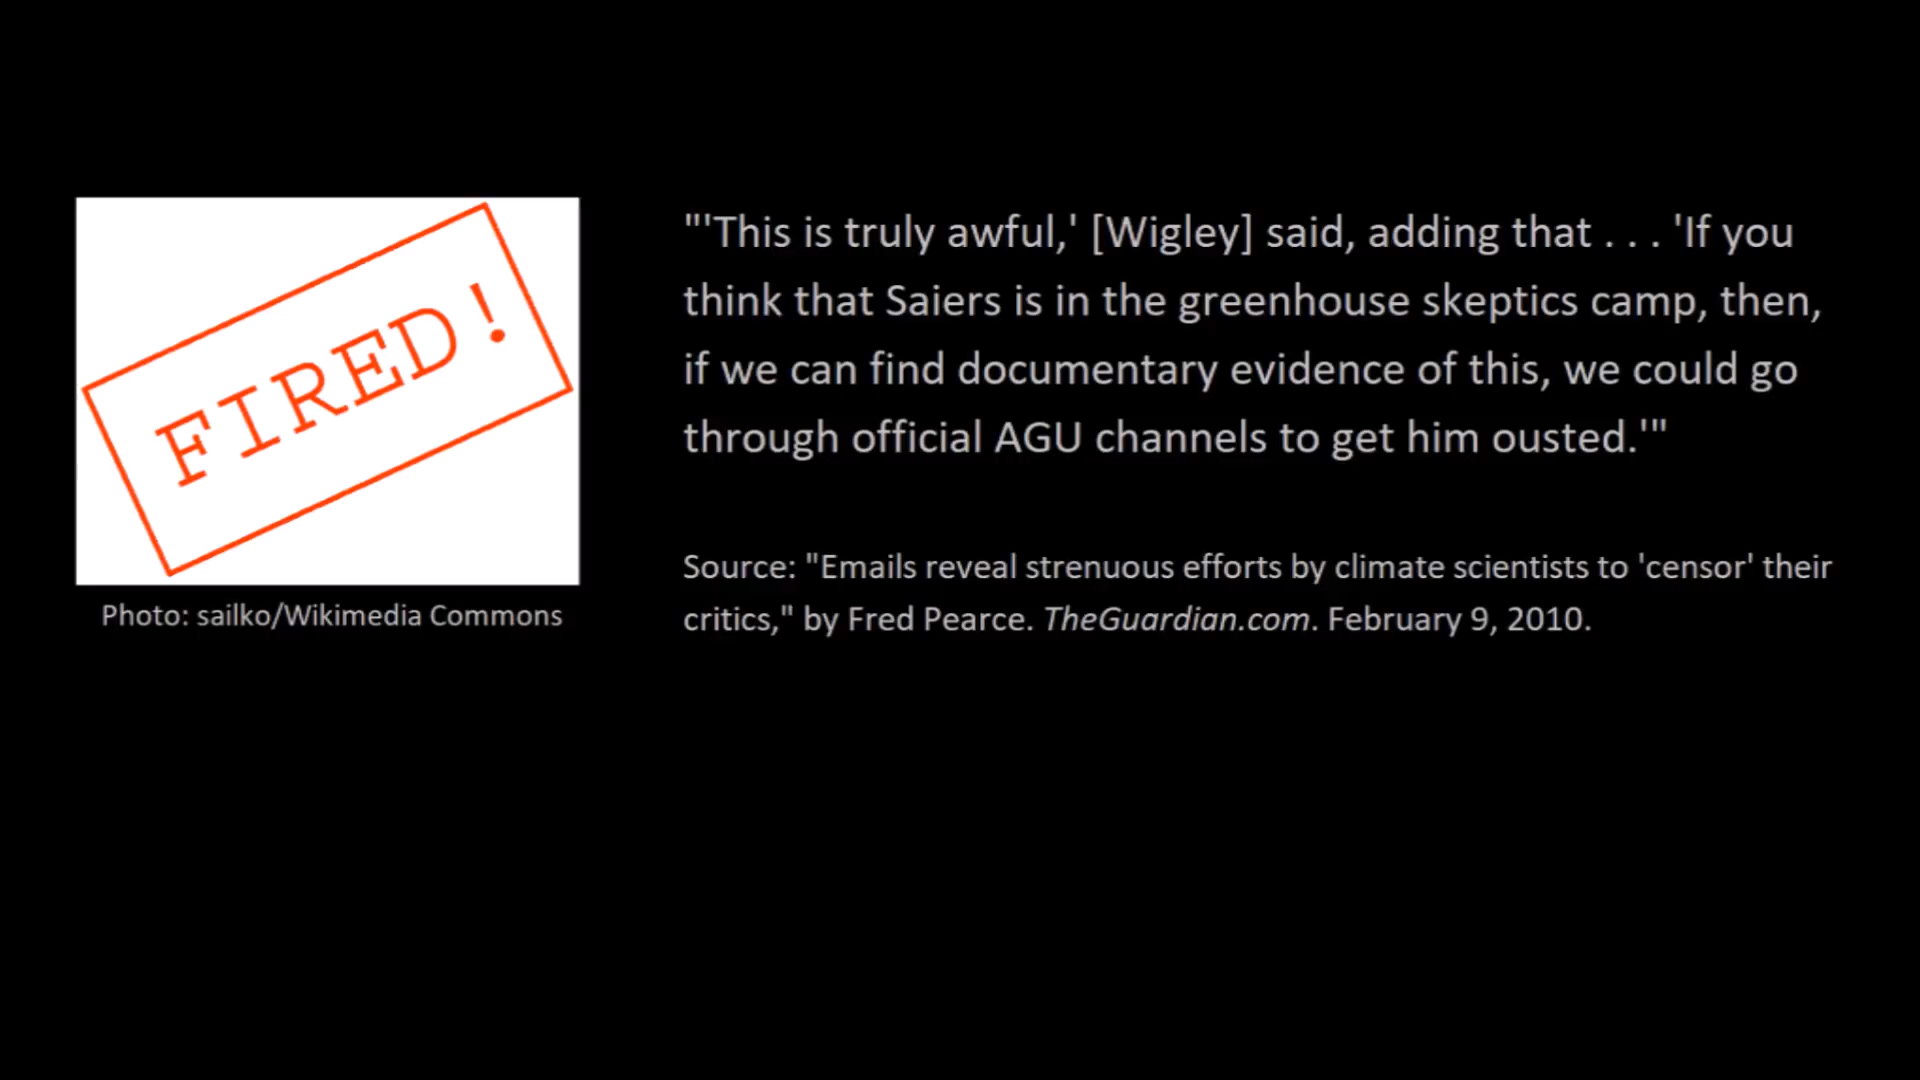 FIRED!
Photo: sailko/Wikimedia Commons
"'This is truly awful,' [Wigley] said, adding that . . . 'If you
think that Saiers is in the greenhouse skeptics camp, then,
if we can find documentary evidence of this, we could go
through official AGU channels to get him ousted.'"
Source: "Emails reveal strenuous efforts by climate scientists to 'censor' their
critics," by Fred Pearce. TheGuardian.com. February 9, 2010.